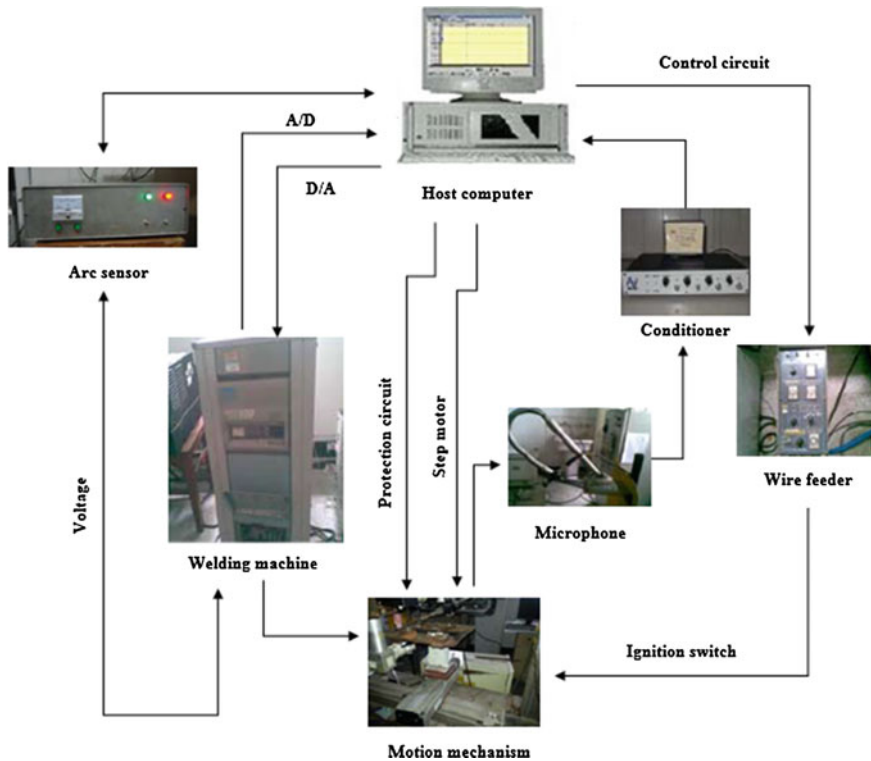 Control circuit
A/D
D/A
Host computer
Arc sensor
Conditioner
Protection circuit
Step motor
Voltage
Wire feeder
Microphone
Welding machine
Ignition switch
Motion mechanism